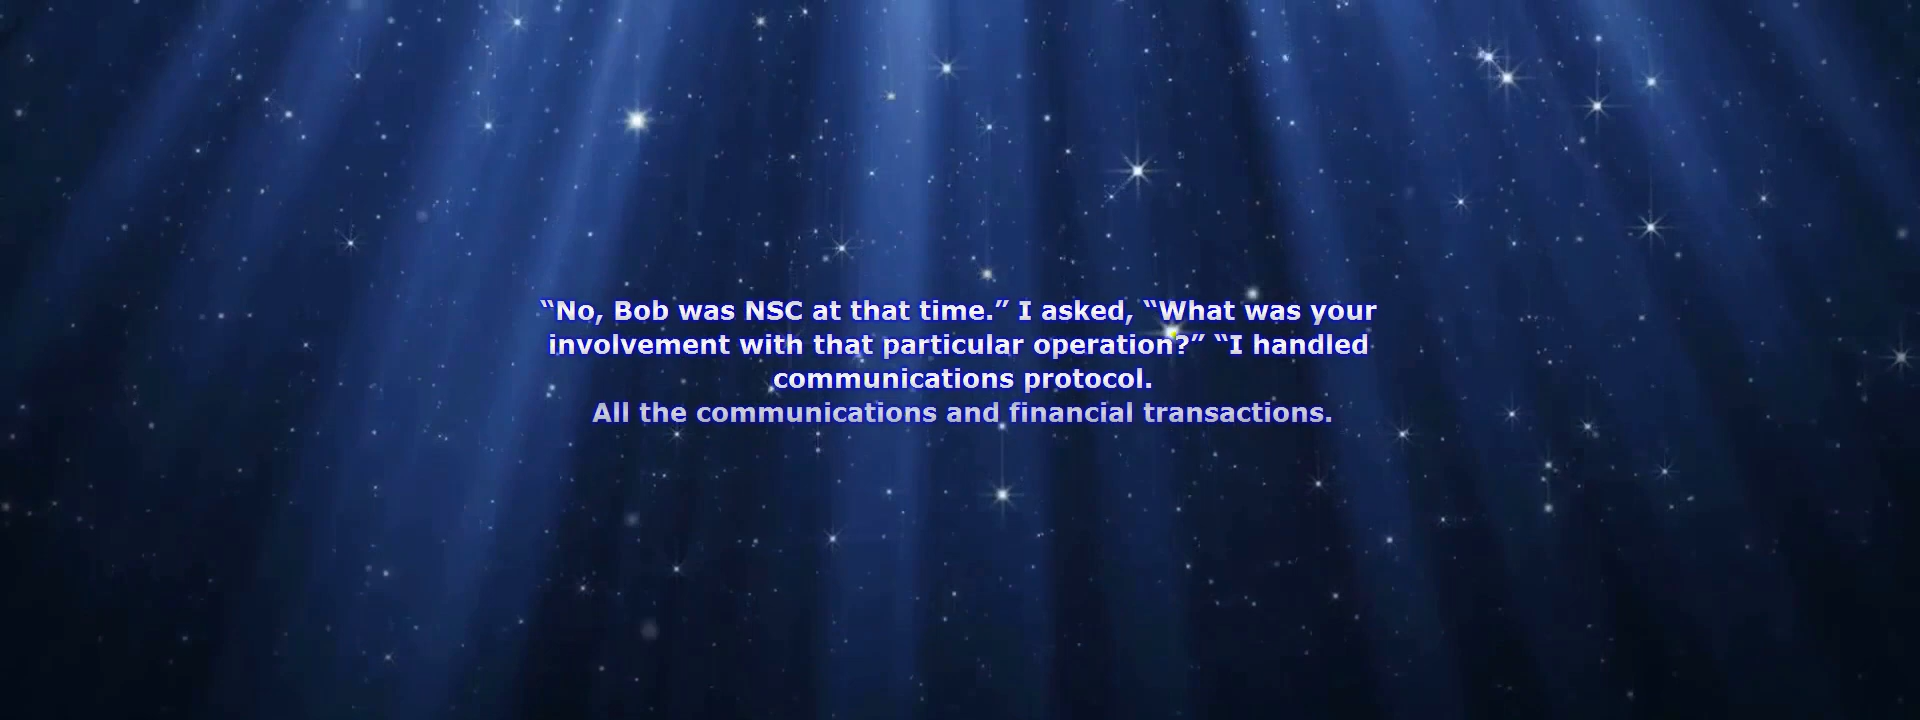 “No, Bob was NSC at that time.” I asked, “What was your
involvement with that particular operation?” “I handled
communications protocol.
All the communications and financial transactions.